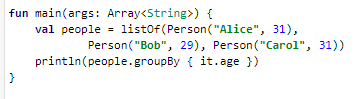 fun main(args: Array<String>) {
    val people = listOf(Person("Alice", 31),
            Person("Bob", 29), Person("Carol", 31))
    println(people.groupBy { it.age })
}